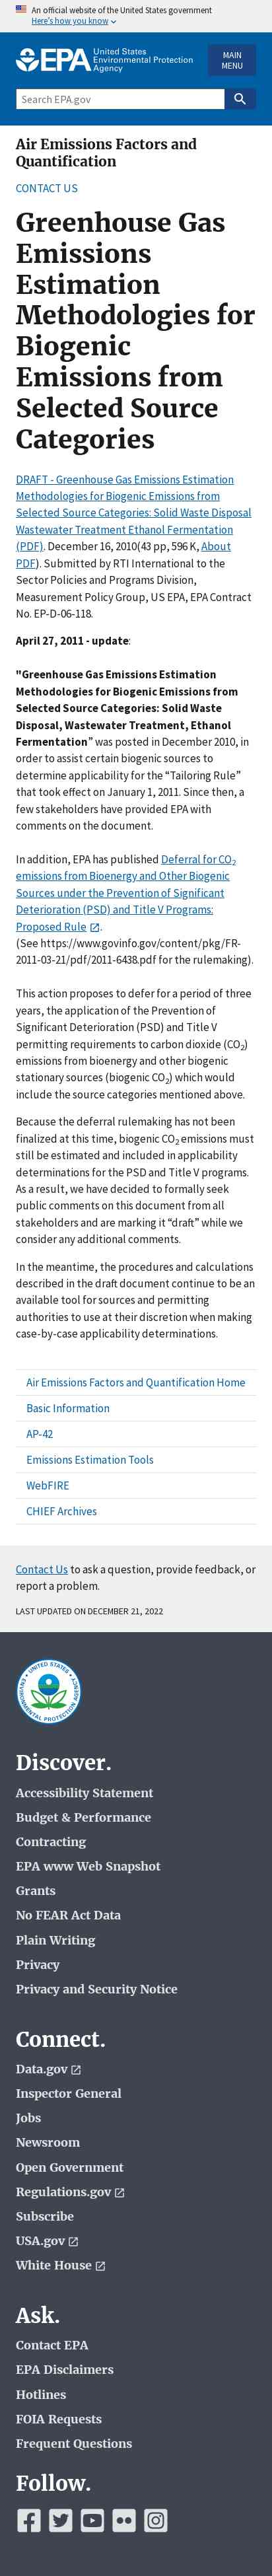 An official website of the United States government
Here's how you know
EPA United States
Environmental Protection
Agency
MAIN
MENU
Search EPA.gov
Air Emissions Factors and
Quantification
CONTACT US
Greenhouse Gas
Emissions
Estimation
Methodologies for
Biogenic
Emissions from
Selected Source
Categories
DRAFT - Greenhouse Gas Emissions Estimation
Methodologies for Biogenic Emissions from
Selected Source Categories: Solid Waste Disposal
Wastewater Treatment Ethanol Fermentation
(PDF). December 16, 2010(43 pp, 596 K, About
PDF). Submitted by RTI International to the
Sector Policies and Programs Division,
Measurement Policy Group, US EPA, EPA Contract
No. EP-D-06-118.
April 27, 2011 - update:
"Greenhouse Gas Emissions Estimation
Methodologies for Biogenic Emissions from
Selected Source Categories: Solid Waste
Disposal, Wastewater Treatment, Ethanol
Fermentation” was posted in December 2010, in
order to assist certain biogenic sources to
determine applicability for the “Tailoring Rule”
that took effect on January 1, 2011. Since then, a
few stakeholders have provided EPA with
comments on the document.
In addition, EPA has published Deferral for CO2
emissions from Bioenergy and Other Biogenic
Sources under the Prevention of Significant
Deterioration (PSD) and Title V Programs:
Proposed Rule.
(See https://www.govinfo.gov/content/pkg/FR-
2011-03-21/pdf/2011-6438.pdf for the rulemaking).
This action proposes to defer for a period of three
years, the application of the Prevention of
Significant Deterioration (PSD) and Title V
permitting requirements to carbon dioxide (CO2)
emissions from bioenergy and other biogenic
stationary sources (biogenic CO2) which would
include the source categories mentioned above.
Because the deferral rulemaking has not been
finalized at this time, biogenic CO2 emissions must
still be estimated and included in applicability
determinations for the PSD and Title V programs.
As a result, we have decided to formally seek
public comments on this document, from all
stakeholders and are marking it “draft” while we
consider any additional comments.
In the meantime, the procedures and calculations
described in the draft document continue to be an
available tool for sources and permitting
authorities to use at their discretion when making
case-by-case applicability determinations.
Air Emissions Factors and Quantification Home
Basic Information
AP-42
Emissions Estimation Tools
WebFIRE
CHIEF Archives
Contact Us to ask a question, provide feedback, or
report a problem.
LAST UPDATED ON DECEMBER 21, 2022
UNITED STATES
ENVIRONMENTAL PROTECTION AGENCY
Discover.
Accessibility Statement
Budget & Performance
Contracting
EPA www Web Snapshot
Grants
No FEAR Act Data
Plain Writing
Privacy
Privacy and Security Notice
Connect.
Data.gov
Inspector General
Jobs
Newsroom
Open Government
Regulations.gov
Subscribe
USA.gov
White House
Ask.
Contact EPA
EPA Disclaimers
Hotlines
FOIA Requests
Frequent Questions
Follow.